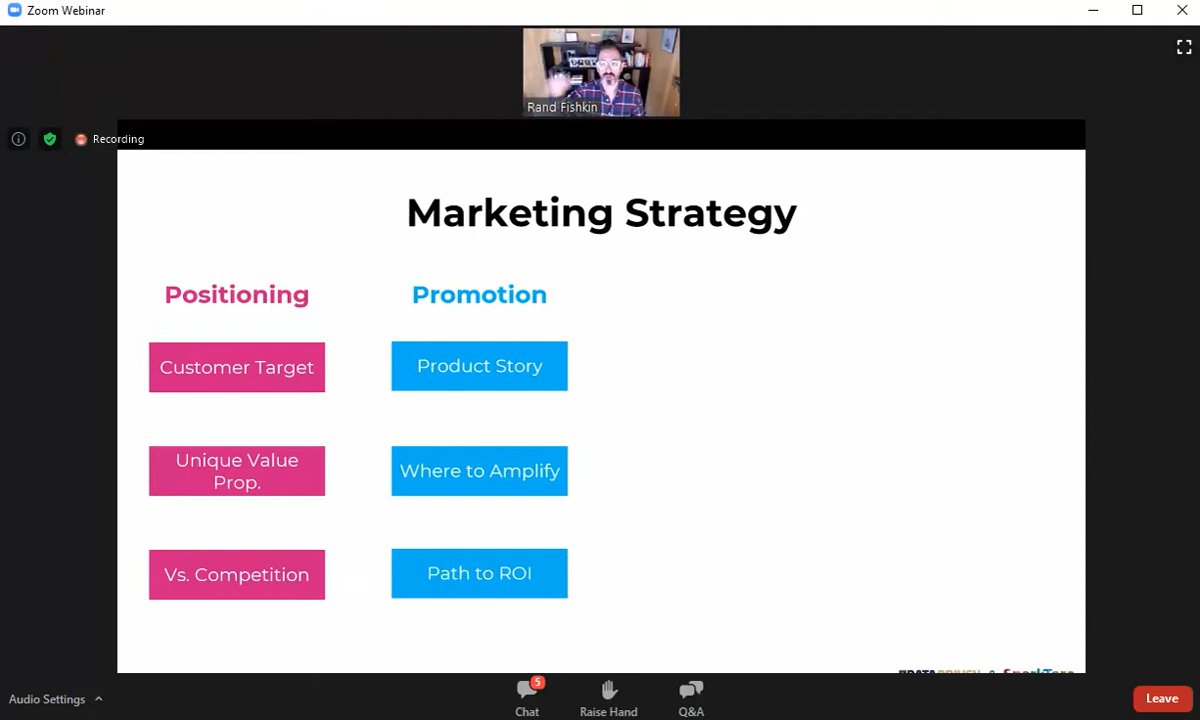 Zoom Webinar
Rand Fishkin
Recording
Marketing Strategy
Positioning
Promotion
Customer Target
Product Story
Unique Value
Prop.
Where to Amplify
Vs. Competition
Path to ROI
Audio Settings
5
Chat
Raise Hand
Q&A
Leave